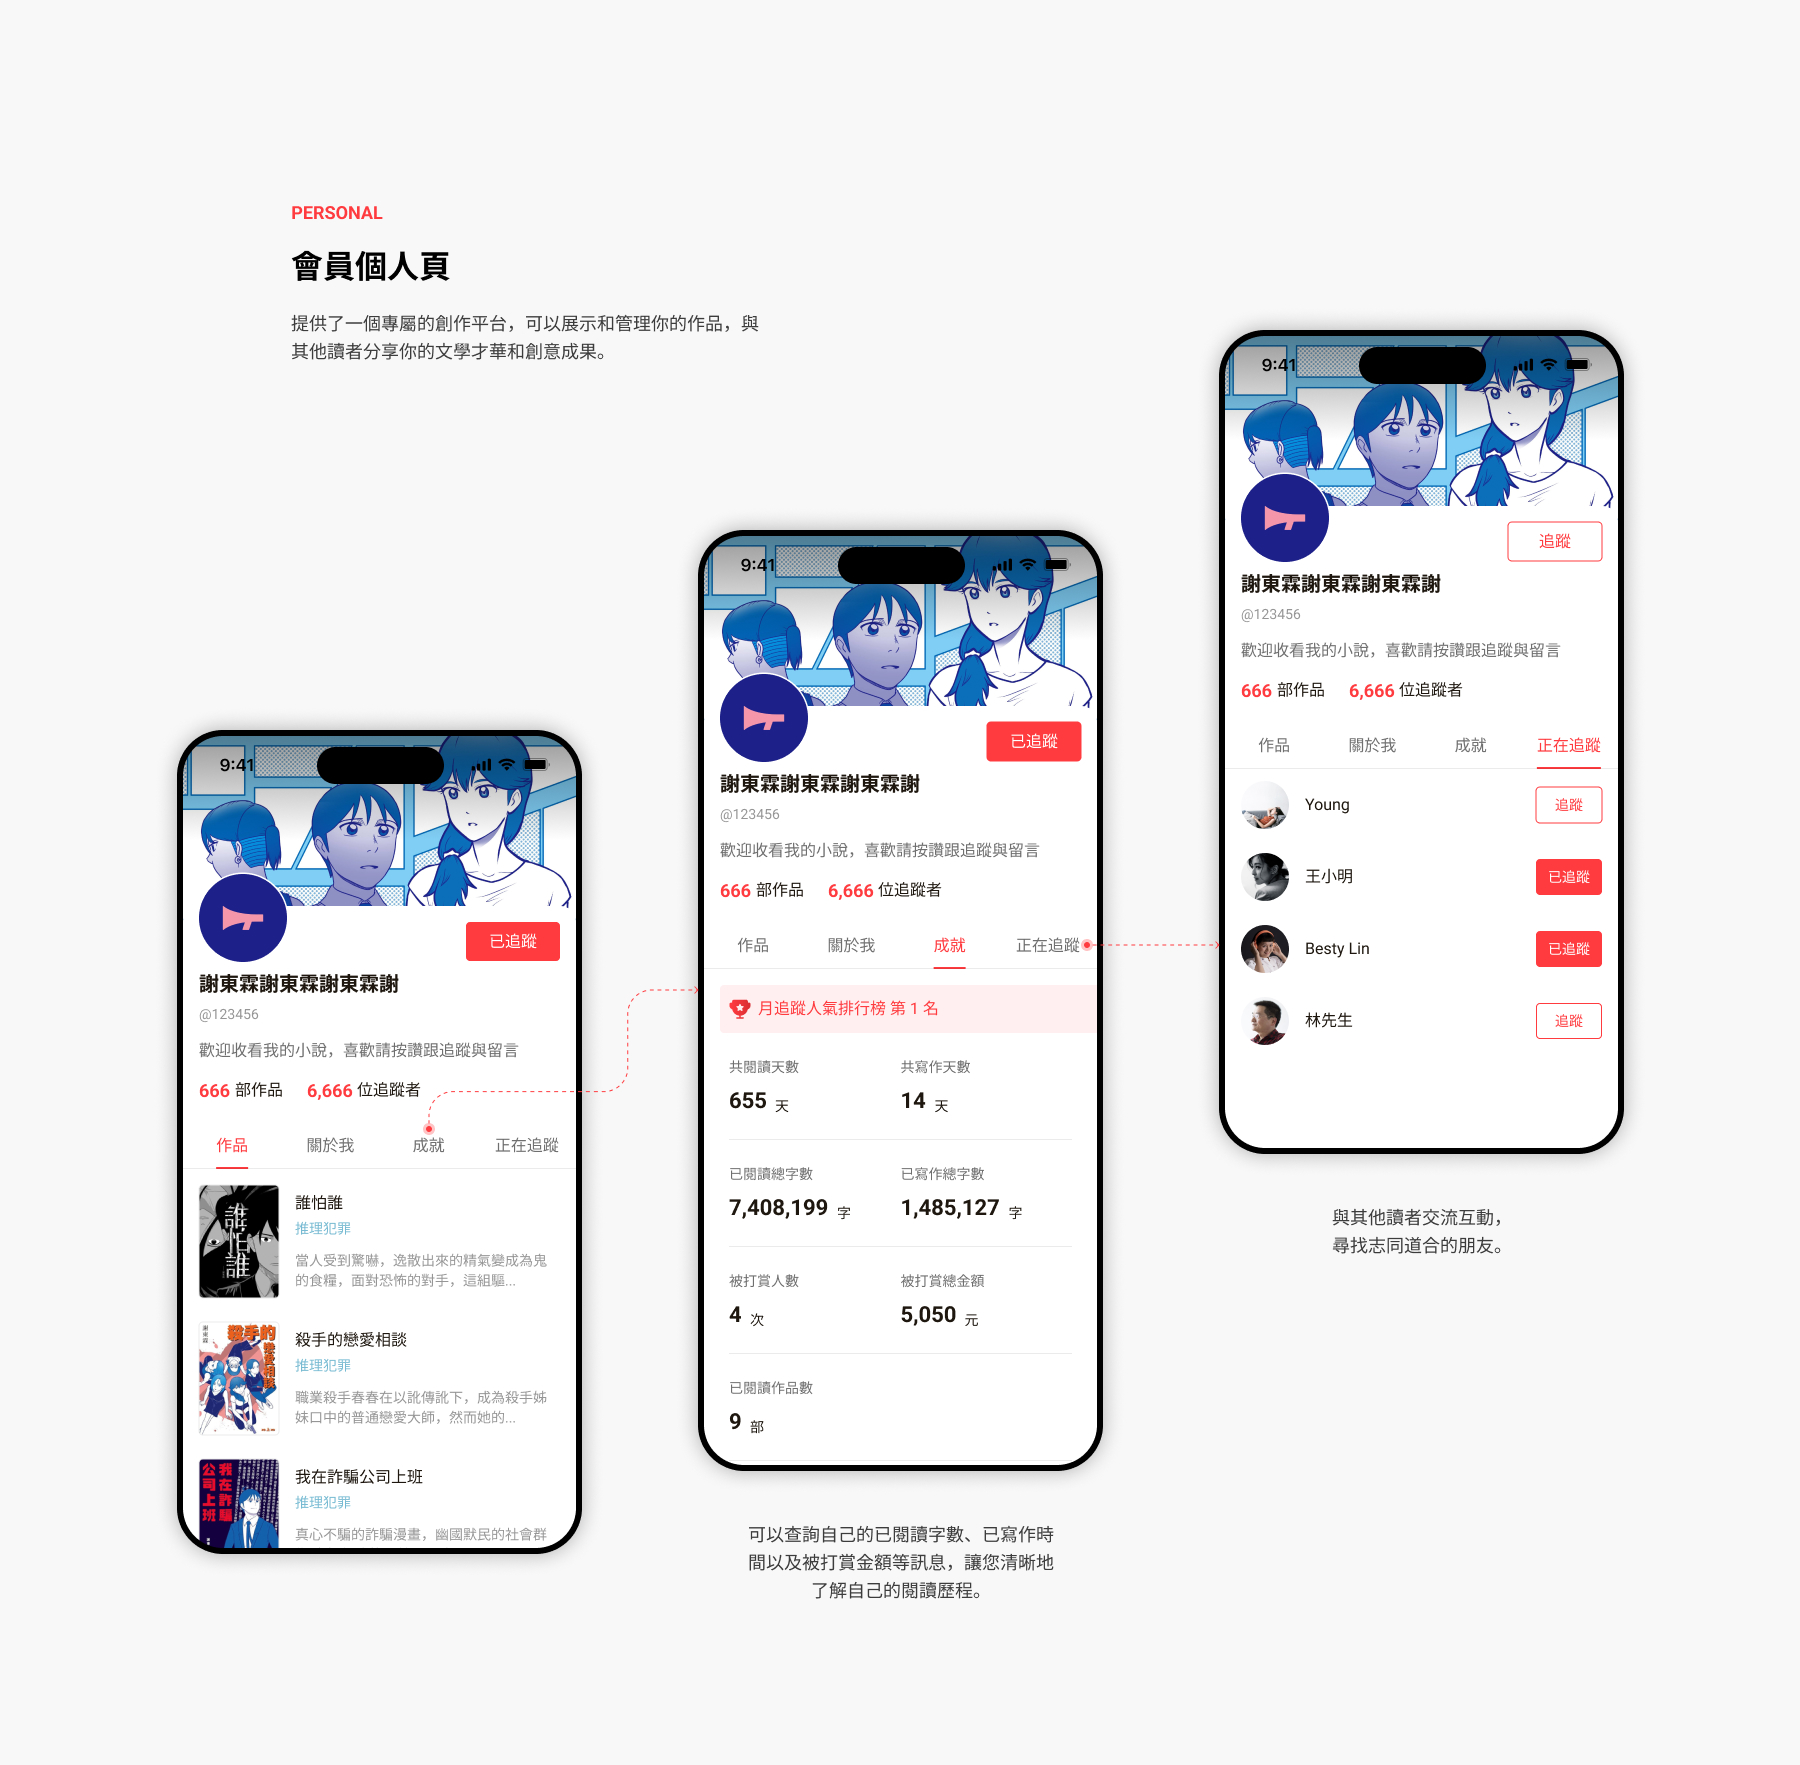 PERSONAL
會員個人頁
提供了一個專屬的創作平台，可以展示和管理你的作品，與
其他讀者分享你的文學才華和創意成果。
9:41
已追蹤
謝東霖謝東霖謝東霖謝
@123456
歡迎收看我的小說，喜歡請按讚跟追蹤與留言
666 部作品 6,666 位追蹤者
作品 關於我 成就 正在追蹤
誰怕誰
誰怕誰
推理犯罪
當人受到驚嚇，逸散出來的精氣變成為鬼
的食糧，面對恐怖的對手，這組驅...
謝東霖
殺手的
戀愛相談
殺手的戀愛相談
推理犯罪
職業殺手春春在以訛傳訛下，成為殺手姊
妹口中的普通戀愛大師，然而她的...
我在詐騙
公司上班
我在詐騙公司上班
推理犯罪
真心不騙的詐騙漫畫，幽國默民的社會群
9:41
已追蹤
謝東霖謝東霖謝東霖謝
@123456
歡迎收看我的小說，喜歡請按讚跟追蹤與留言
666 部作品 6,666 位追蹤者
作品 關於我 成就 正在追蹤
月追蹤人氣排行榜 第 1 名
共閱讀天數 共寫作天數
655 天 14 天
已閱讀總字數 已寫作總字數
7,408,199 字 1,485,127 字
被打賞人數 被打賞總金額
4 次 5,050 元
已閱讀作品數
9 部
可以查詢自己的已閱讀字數、已寫作時
間以及被打賞金額等訊息，讓您清晰地
了解自己的閱讀歷程。
9:41
追蹤
謝東霖謝東霖謝東霖謝
@123456
歡迎收看我的小說，喜歡請按讚跟追蹤與留言
666 部作品 6,666 位追蹤者
作品 關於我 成就 正在追蹤
Young 追蹤
王小明 已追蹤
Besty Lin 已追蹤
林先生 追蹤
與其他讀者交流互動，
尋找志同道合的朋友。